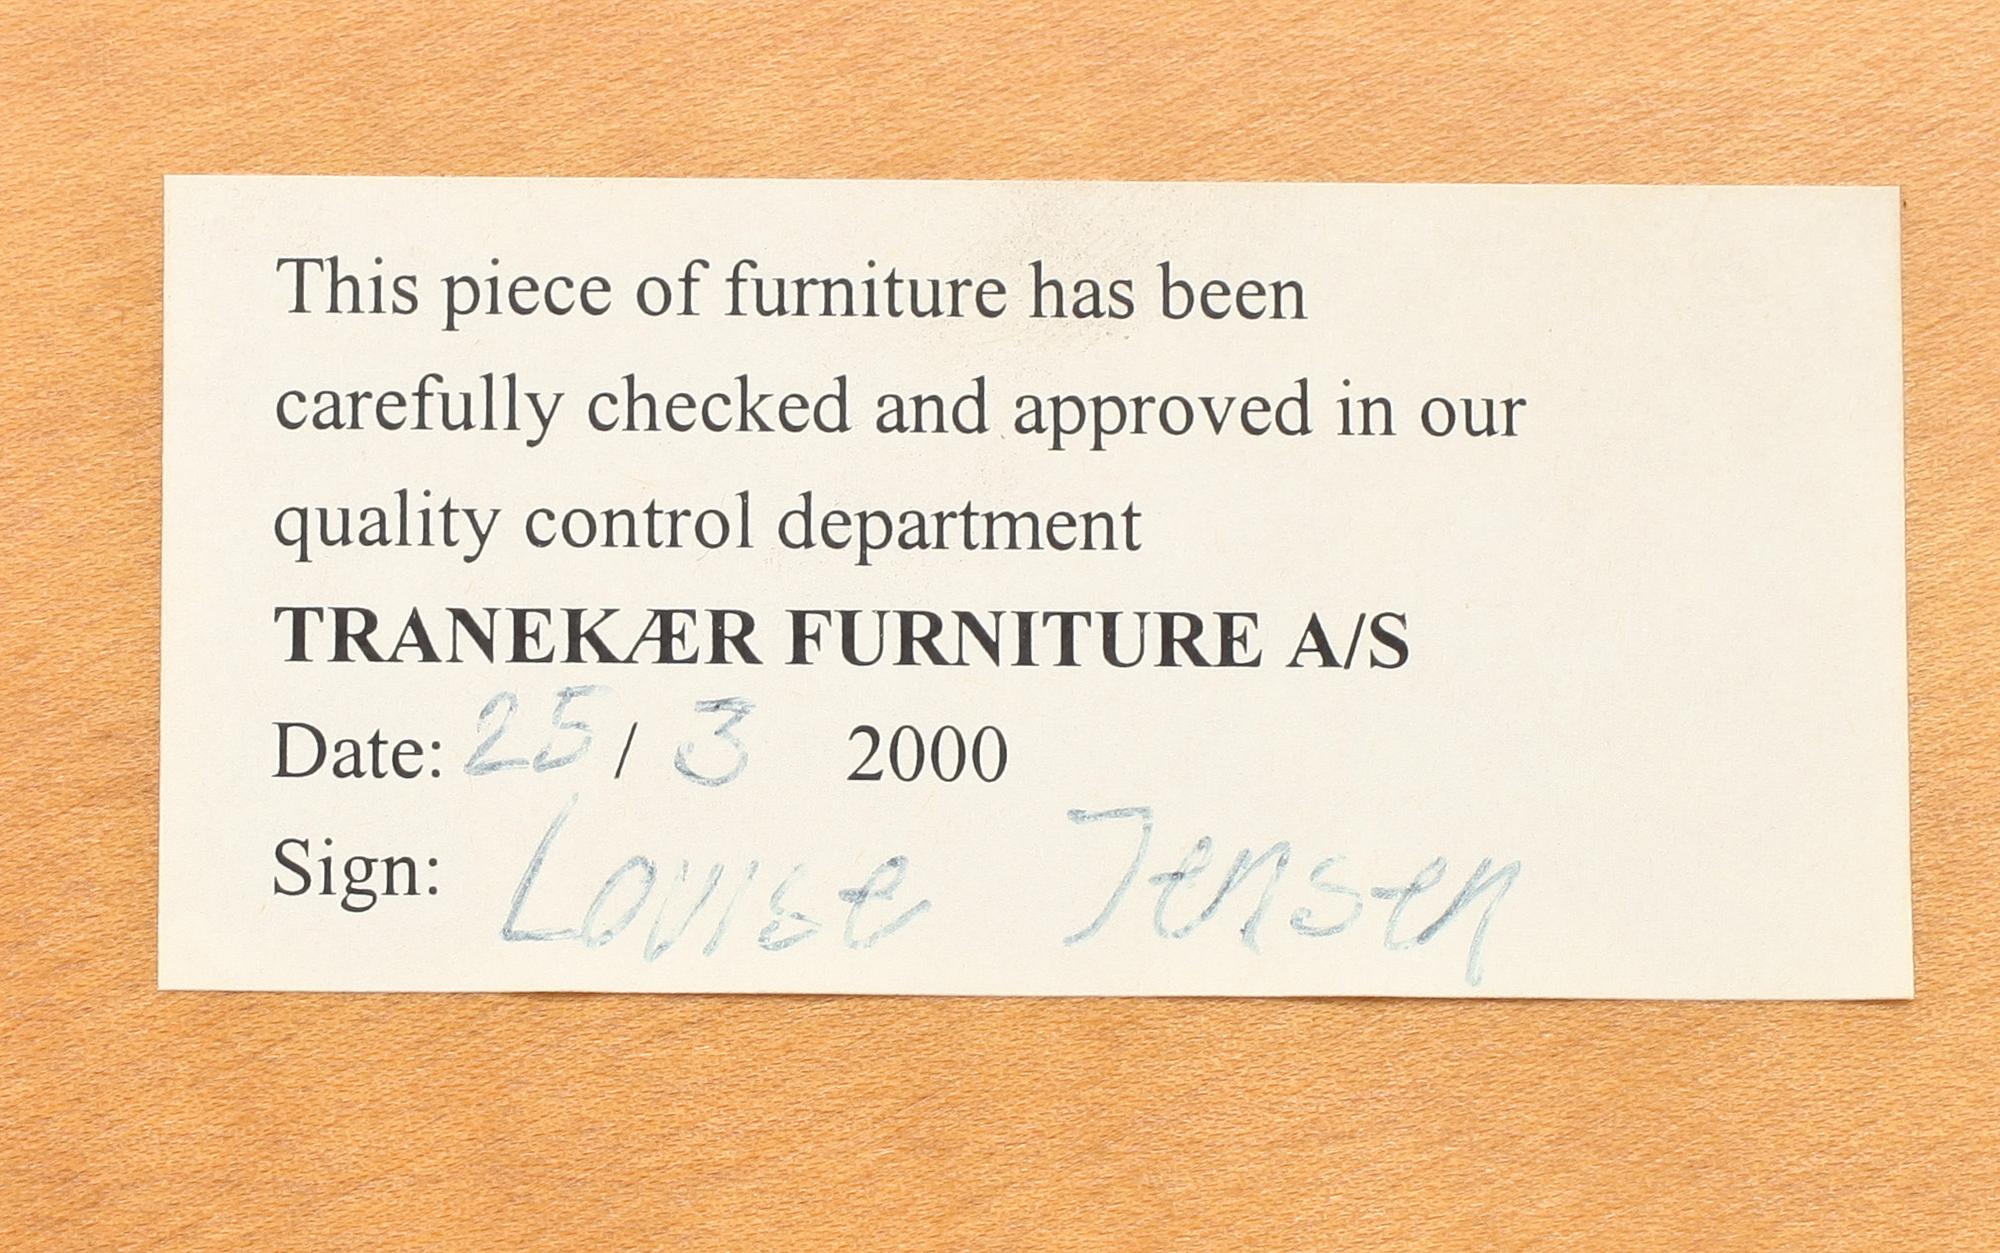 This piece of furniture has been
carefully checked and approved in our
quality control department
TRANEKÆR FURNITURE A/S
Date: 25 / 3 2000
Sign: Louise Jensen